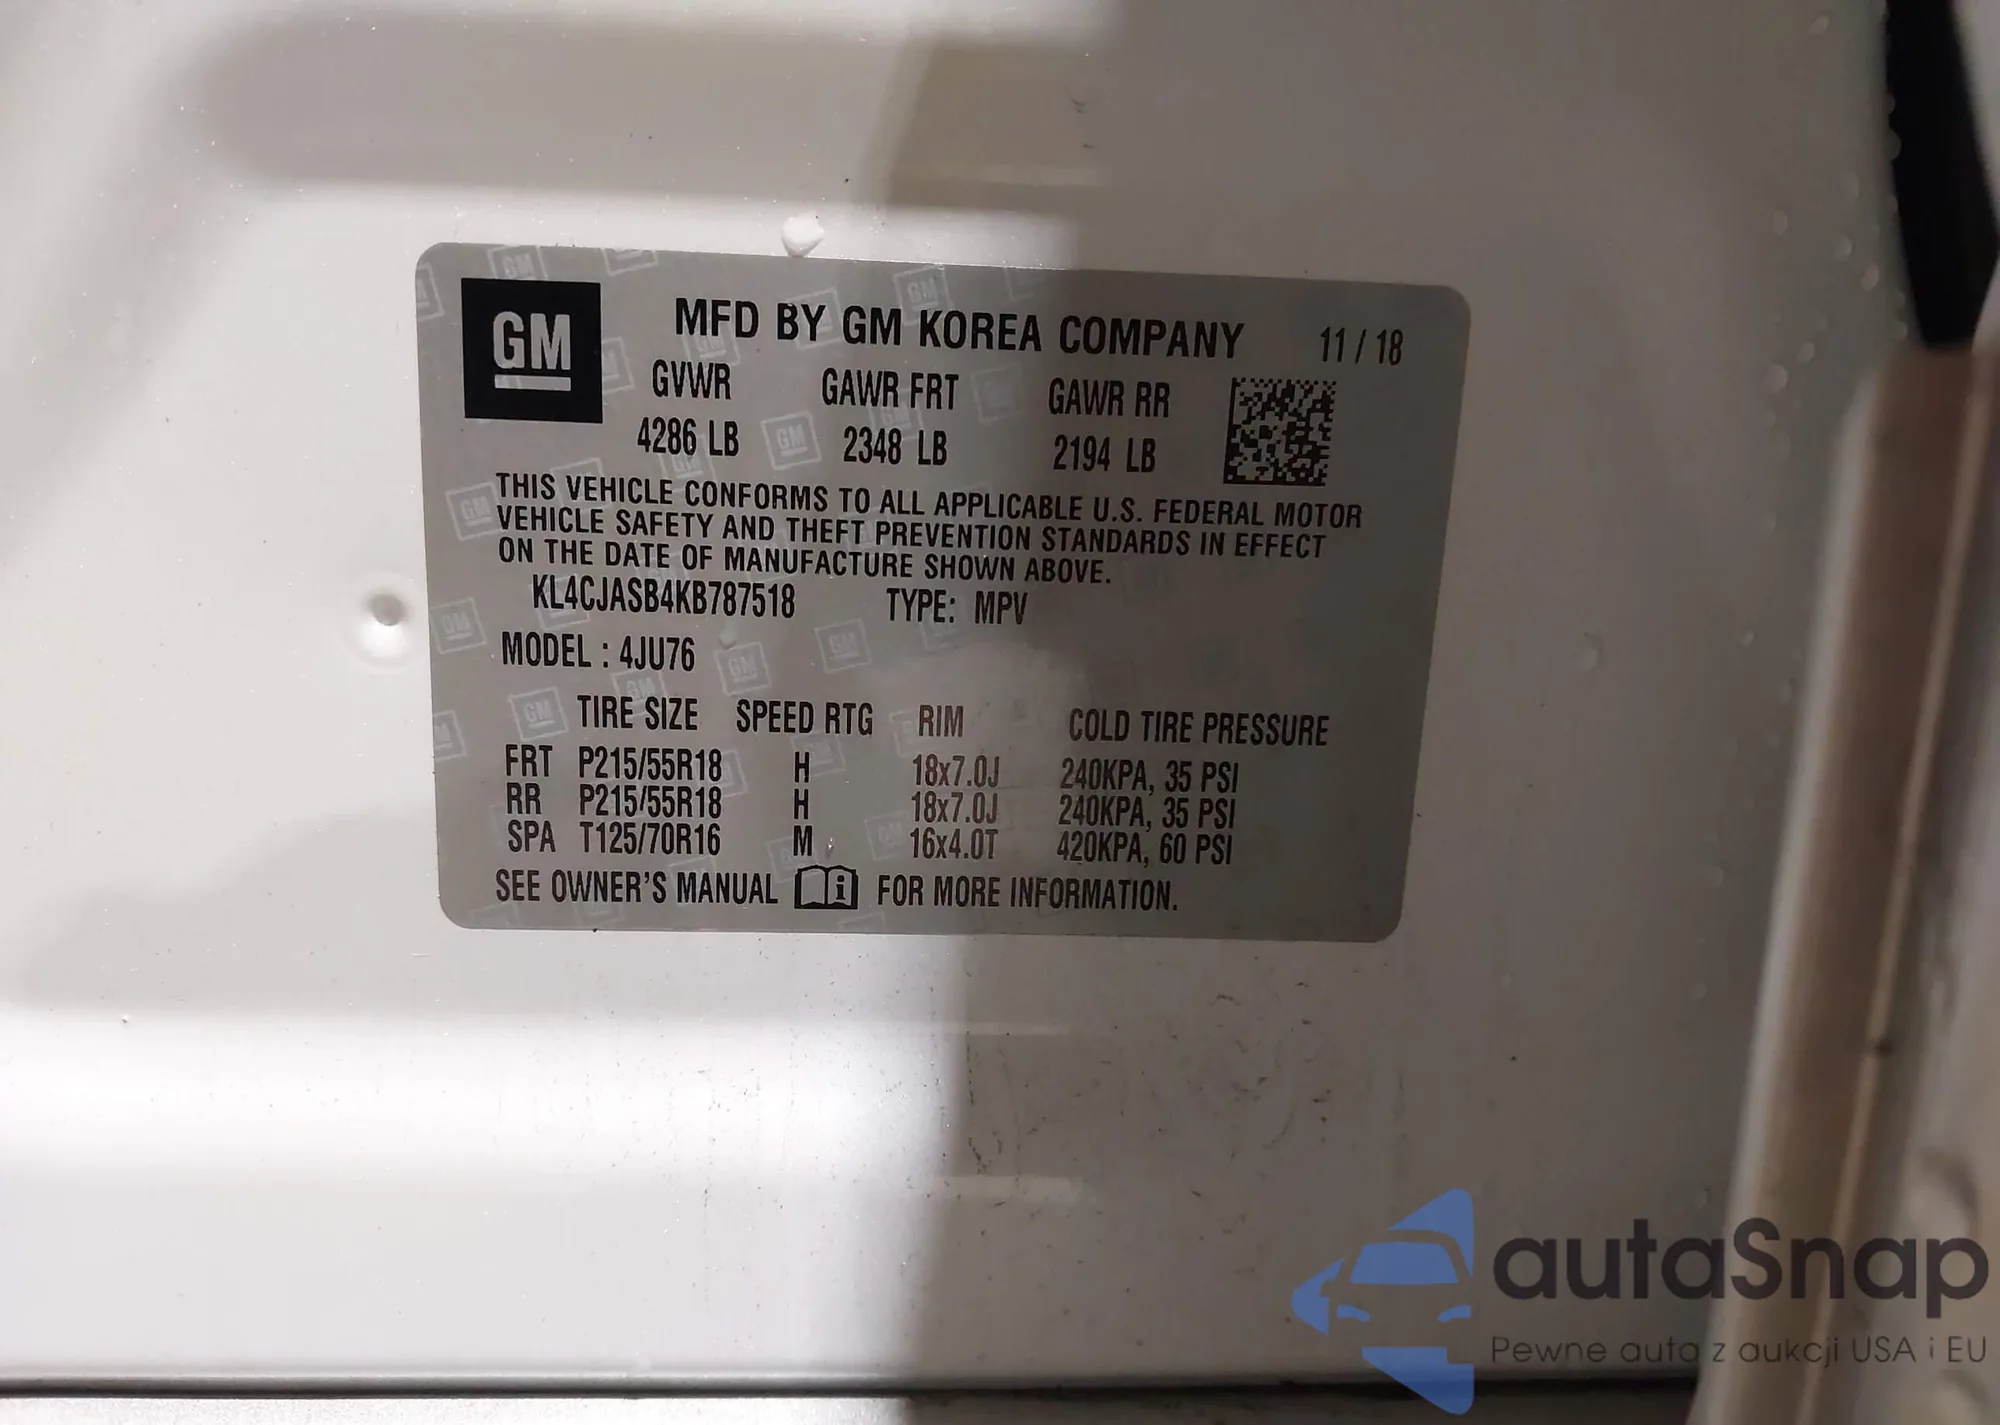 GM
MFD BY GM KOREA COMPANY 11 / 18
GVWR GAWR FRT GAWR RR
4286 LB 2348 LB 2194 LB
THIS VEHICLE CONFORMS TO ALL APPLICABLE U.S. FEDERAL MOTOR
VEHICLE SAFETY AND THEFT PREVENTION STANDARDS IN EFFECT
ON THE DATE OF MANUFACTURE SHOWN ABOVE.
KL4CJASB4KB787518 TYPE: MPV
MODEL : 4JU76
TIRE SIZE SPEED RTG RIM COLD TIRE PRESSURE
FRT P215/55R18 H 18x7.0J 240KPA, 35 PSI
RR P215/55R18 H 18x7.0J 240KPA, 35 PSI
SPA T125/70R16 M 16x4.0T 420KPA, 60 PSI
SEE OWNER'S MANUAL FOR MORE INFORMATION.
autaSnap
Pewne auta z aukcji USA i EU